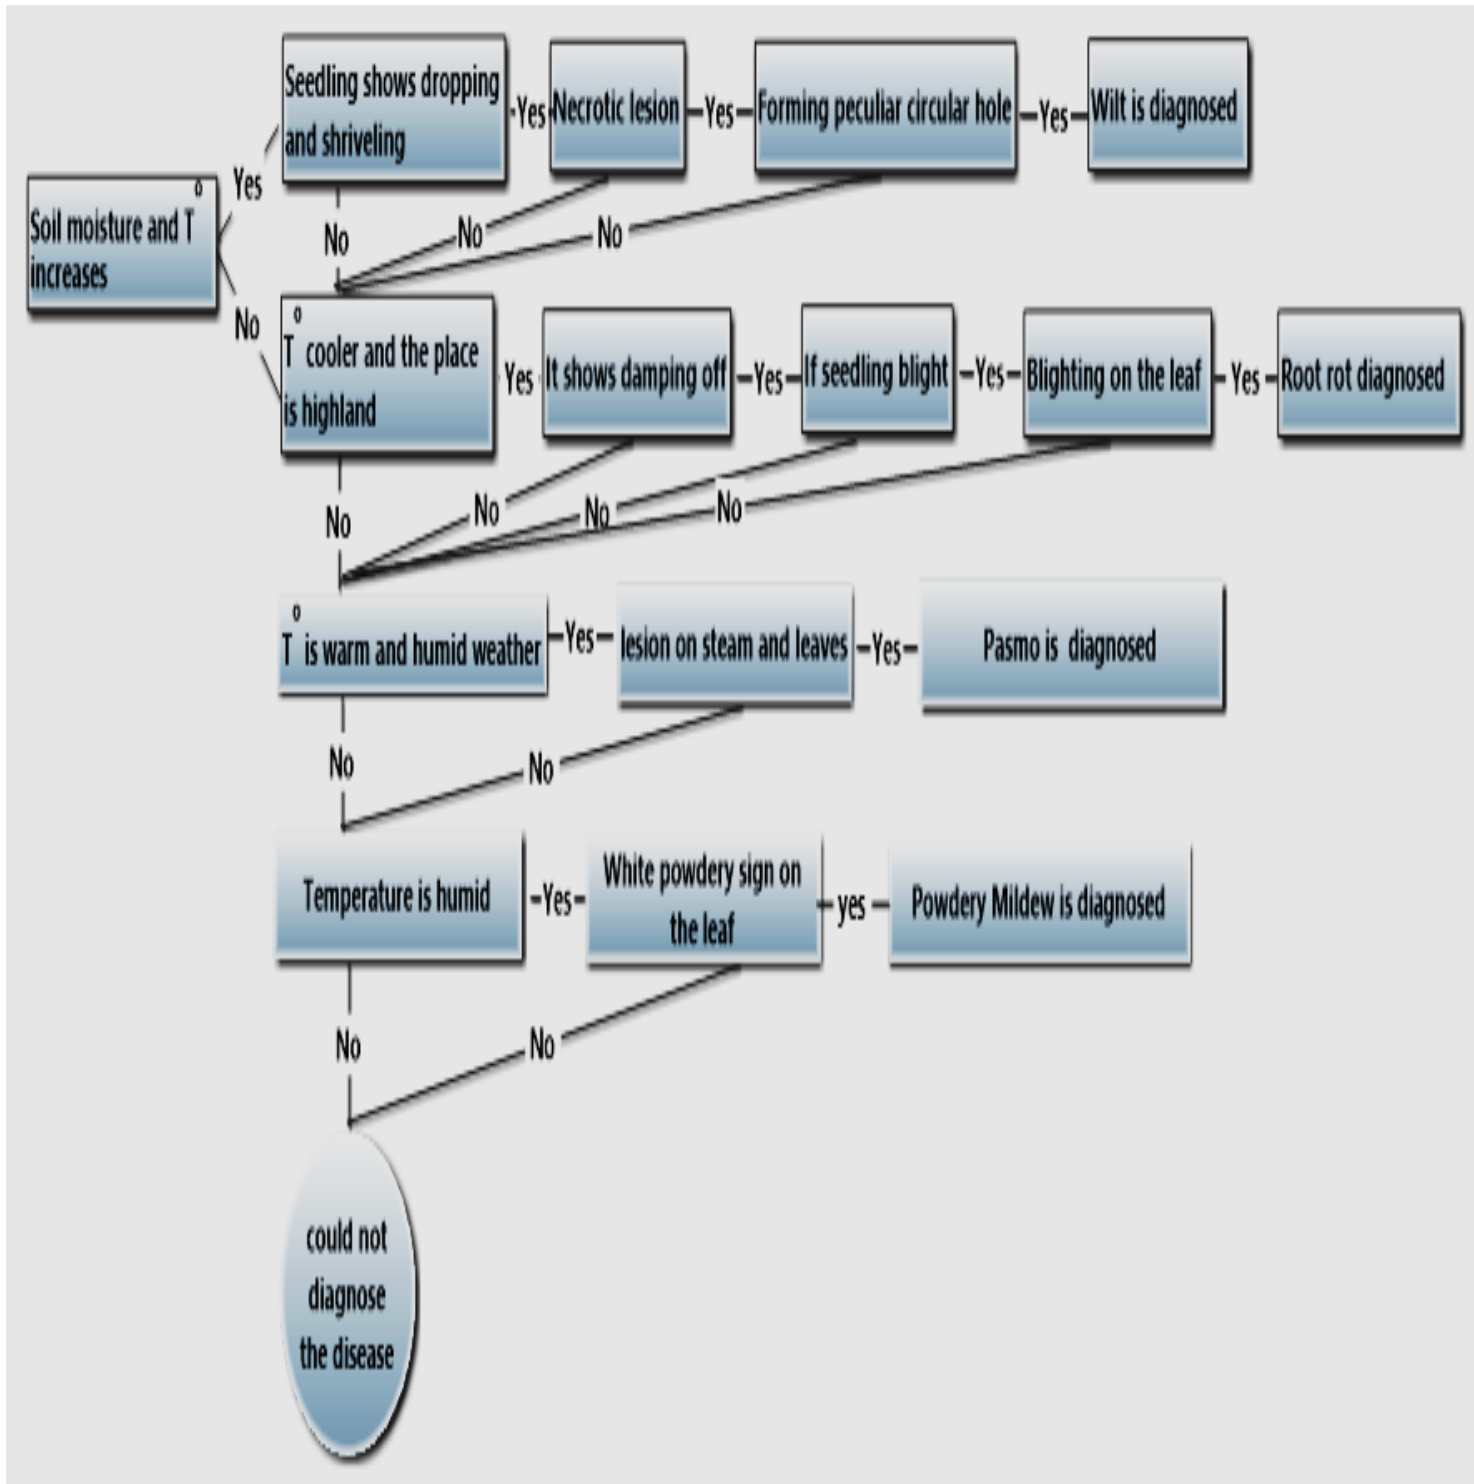 Seedling shows dropping
and shriveling
Yes
Necrotic lesion
Yes
Forming peculiar circular hole
Yes
Wilt is diagnosed
Soil moisture and T°
increases
Yes
No
No
No
No
T° cooler and the place
is highland
Yes
It shows damping off
Yes
If seedling blight
Yes
Blighting on the leaf
Yes
Root rot diagnosed
No
No
No
No
T° is warm and humid weather
Yes
lesion on steam and leaves
Yes
Pasmo is diagnosed
No
No
Temperature is humid
Yes
White powdery sign on
the leaf
yes
Powdery Mildew is diagnosed
No
No
could not
diagnose
the disease